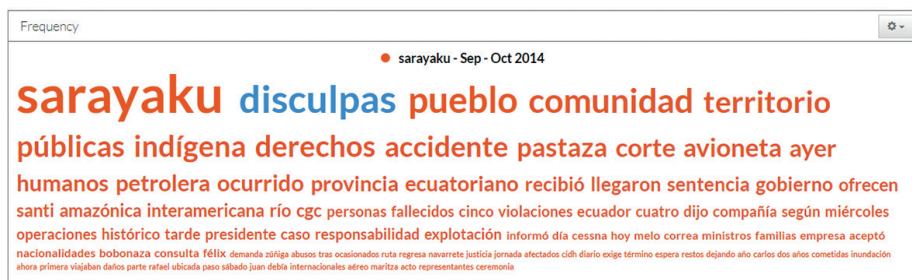 Frequency
sarayaku - Sep - Oct 2014
sarayaku disculpas pueblo comunidad territorio
públicas indígena derechos accidente pastaza corte avioneta ayer
humanos petrolera ocurrido provincia ecuatoriano recibió llegaron sentencia gobierno ofrecen
santi amazónica interamericana río cgc personas fallecidos cinco violaciones ecuador cuatro dijo compañía según miércoles
operaciones histórico tarde presidente caso responsabilidad explotación informó día cessna hoy melo correa ministros familias empresa aceptó
nacionalidades bobonaza consulta félix demanda zúñiga abusos tras ocasionados ruta regresa navarrete justicia jornada afectados cidh diario exige término espera restos dejando año carlos dos años cometidas inundación
ahora primera viajaban daños parte rafael ubicada paso sábado juan debía internacionales aéreo maritza acto representantes ceremonia